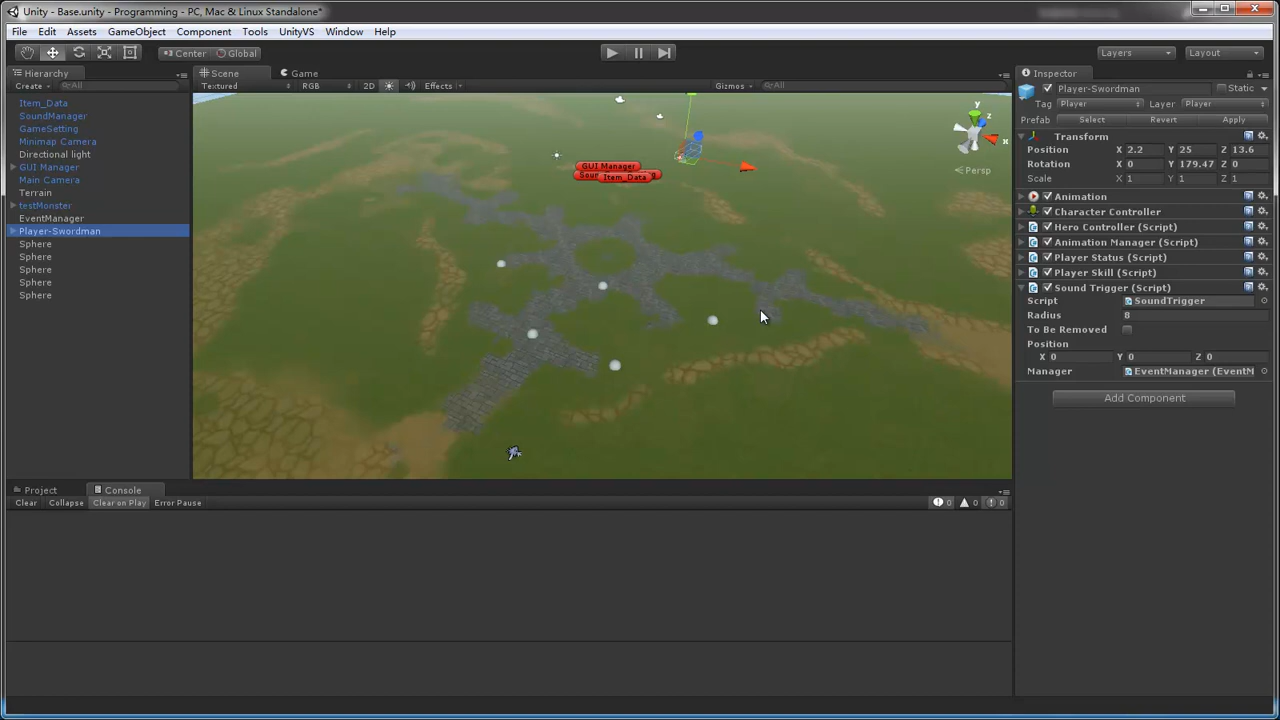 Unity - Base.unity - Programming - PC, Mac & Linux Standalone*
File Edit Assets GameObject Component Tools UnityVS Window Help
Center Global Layers Layout
Hierarchy Scene Game Inspector
Create All Textured RGB 2D Effects Gizmos All
Player-Swordman Static
Tag Player Layer Player
Prefab Select Revert Apply
Transform
Position X 2.2 Y 25 Z 13.6
Rotation X 0 Y 179.47 Z 0
Scale X 1 Y 1 Z 1
Animation
Character Controller
Hero Controller (Script)
Animation Manager (Script)
Player Status (Script)
Player Skill (Script)
Sound Trigger (Script)
Script SoundTrigger
Radius 8
To Be Removed
Position
X 0 Y 0 Z 0
Manager EventManager (EventM
Add Component
Item_Data
SoundManager
GameSetting
Minimap Camera
Directional light
GUI Manager
Main Camera
Terrain
testMonster
EventManager
Player-Swordman
Sphere
Sphere
Sphere
Sphere
Sphere
y
z
x
Persp
GUI Manager
Item_Data
Project Console
Clear Collapse Clear on Play Error Pause 0 0 0